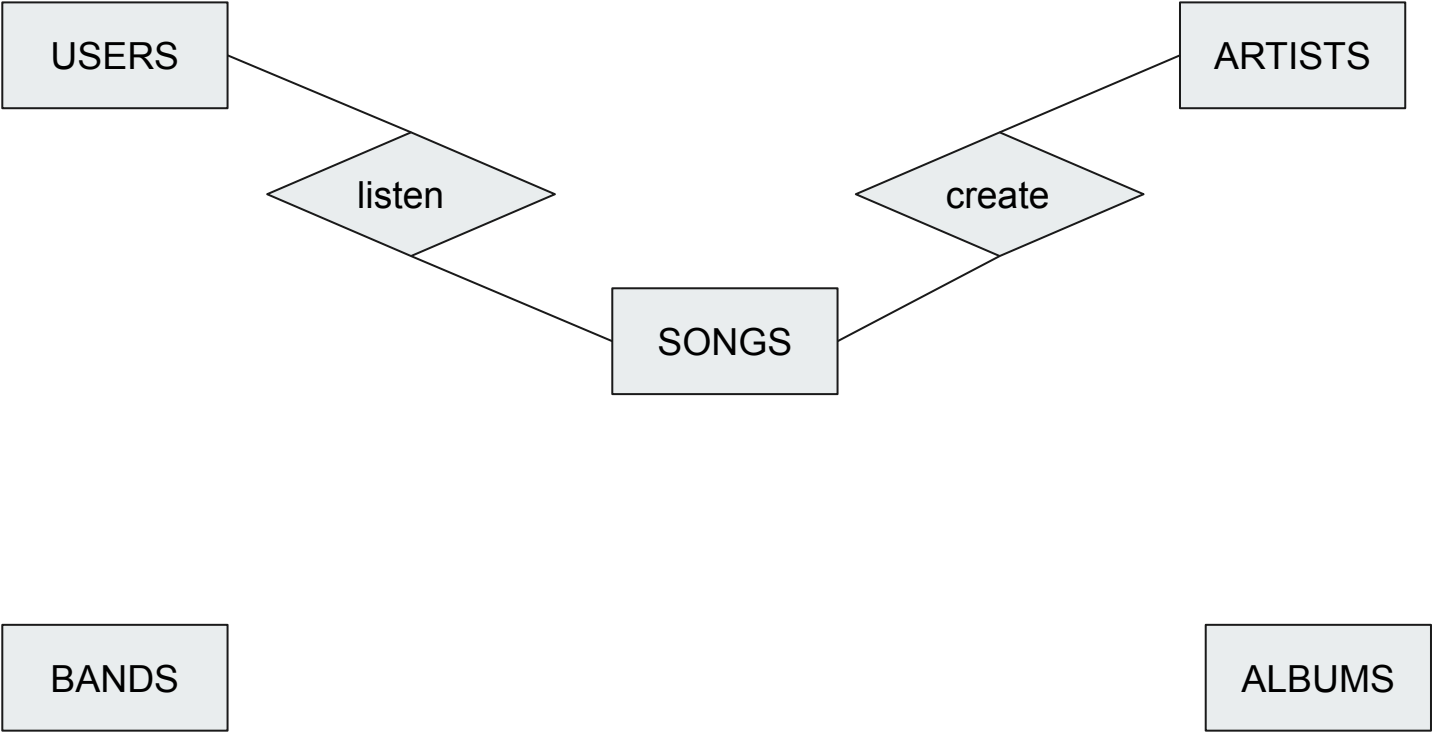 USERS
ARTISTS
listen
create
SONGS
BANDS
ALBUMS